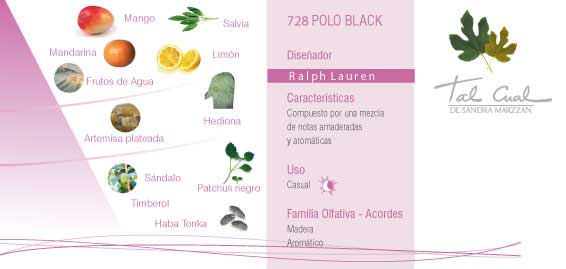 Mango
Salvia
Mandarina
Limón
Frutos de Agua
Hediona
Artemisa plateada
Sándalo
Patchulí negro
Timberol
Haba Tonka
728 POLO BLACK
Diseñador
Ralph Lauren
Características
Compuesto por una mezcla
de notas amaderadas
y aromáticas
Uso
Casual
Familia Olfativa - Acordes
Madera
Aromático
Tal Cual
DE SANDRA MARZZAN